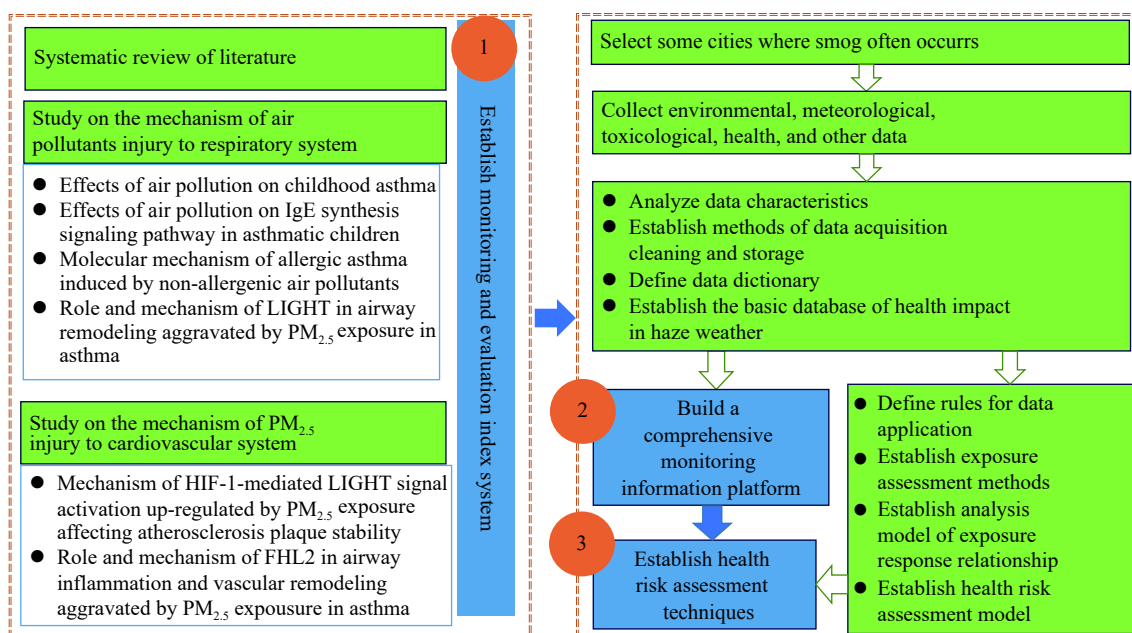 Systematic review of literature
Study on the mechanism of air
pollutants injury to respiratory system
● Effects of air pollution on childhood asthma
● Effects of air pollution on IgE synthesis
signaling pathway in asthmatic children
● Molecular mechanism of allergic asthma
induced by non-allergenic air pollutants
● Role and mechanism of LIGHT in airway
remodeling aggravated by PM2.5 exposure in
asthma
Study on the mechanism of PM2.5
injury to cardiovascular system
● Mechanism of HIF-1-mediated LIGHT signal
activation up-regulated by PM2.5 exposure
affecting atherosclerosis plaque stability
● Role and mechanism of FHL2 in airway
inflammation and vascular remodeling
aggravated by PM2.5 expousure in asthma
1
Establish monitoring and evaluation index system
Select some cities where smog often occurrs
Collect environmental, meteorological,
toxicological, health, and other data
● Analyze data characteristics
● Establish methods of data acquisition
cleaning and storage
● Define data dictionary
● Establish the basic database of health impact
in haze weather
2
Build a
comprehensive
monitoring
information platform
3
Establish health
risk assessment
techniques
● Define rules for data
application
● Establish exposure
assessment methods
● Establish analysis
model of exposure
response relationship
● Establish health risk
assessment model